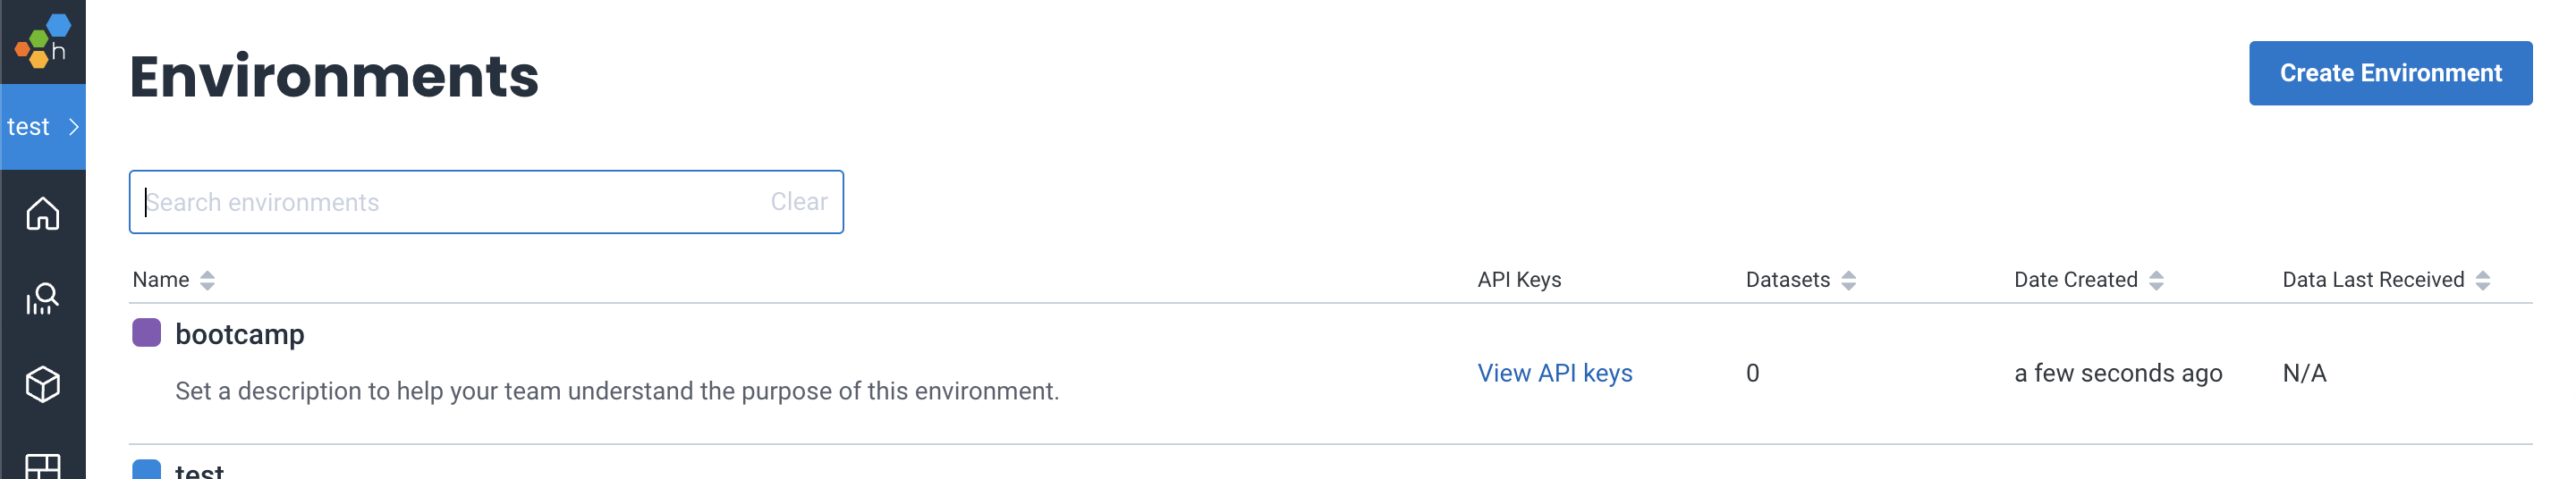 h
Environments
Create Environment
test
Search environments
Clear
Name
API Keys
Datasets
Date Created
Data Last Received
bootcamp
Set a description to help your team understand the purpose of this environment.
View API keys
0
a few seconds ago
N/A
test